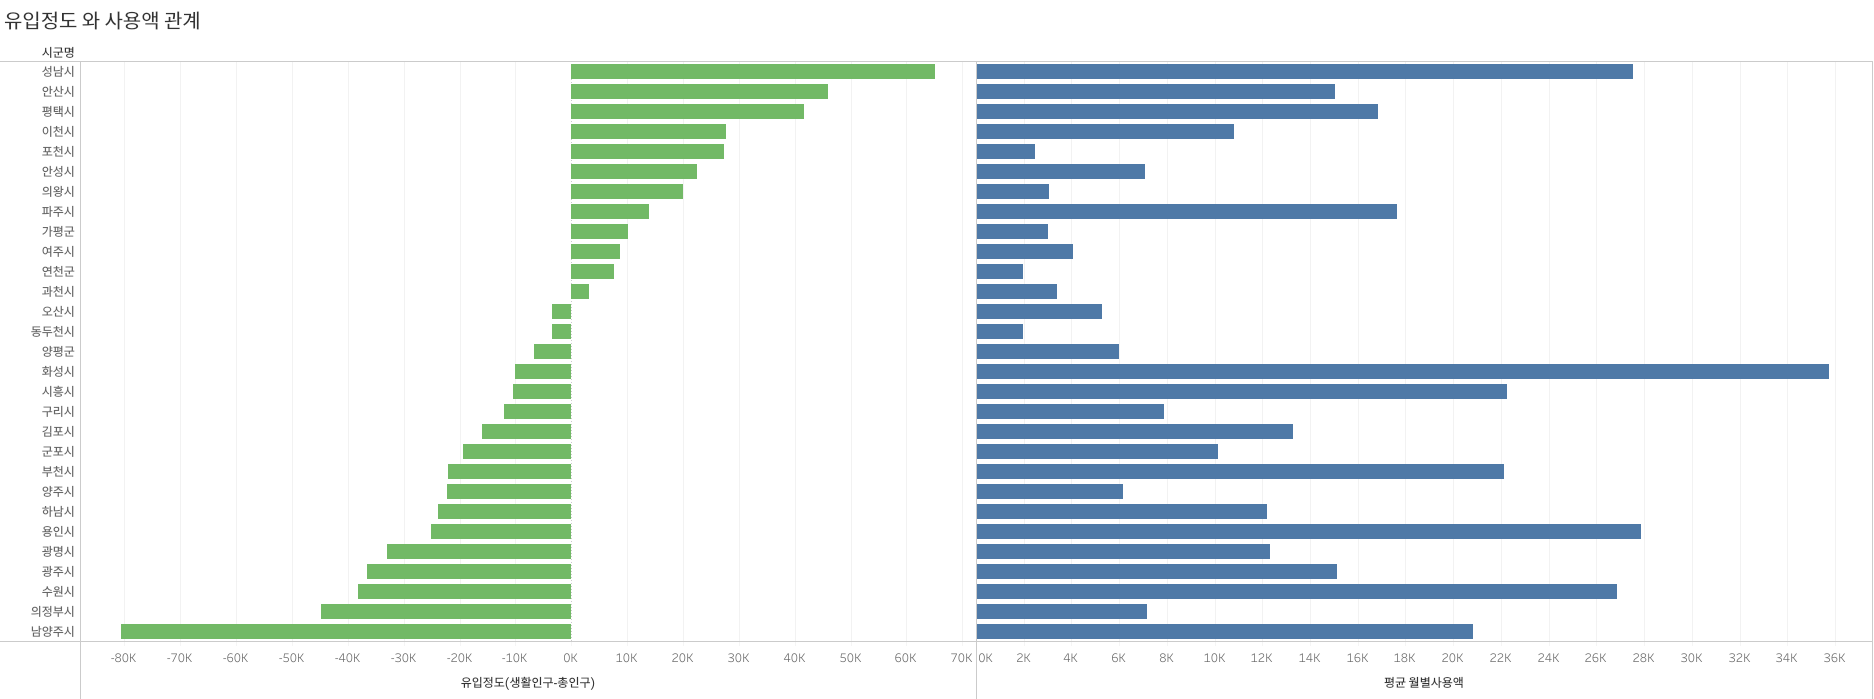 유입정도 와 사용액 관계
시군명
성남시
안산시
평택시
이천시
포천시
안성시
의왕시
파주시
가평군
여주시
연천군
과천시
오산시
동두천시
양평군
화성시
시흥시
구리시
김포시
군포시
부천시
양주시
하남시
용인시
광명시
광주시
수원시
의정부시
남양주시
-80K -70K -60K -50K -40K -30K -20K -10K 0K 10K 20K 30K 40K 50K 60K 70K 0K 2K 4K 6K 8K 10K 12K 14K 16K 18K 20K 22K 24K 26K 28K 30K 32K 34K 36K
유입정도(생활인구-총인구) 평균 월별사용액